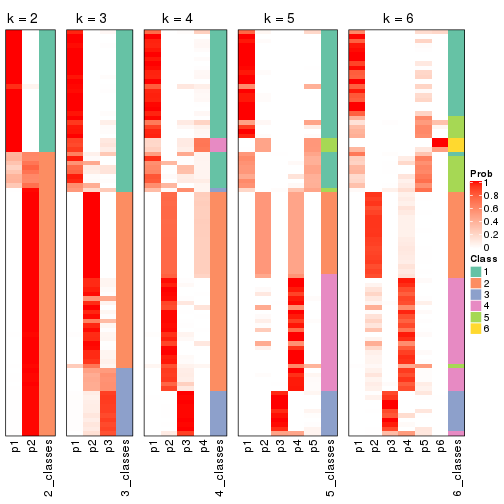 k = 2
k = 3
k = 4
k = 5
k = 6
Prob
1
0.8
0.6
0.4
0.2
0
Class
1
2
3
4
5
6
p1
p2
2_classes
p1
p2
p3
3_classes
p1
p2
p3
p4
4_classes
p1
p2
p3
p4
p5
5_classes
p1
p2
p3
p4
p5
p6
6_classes